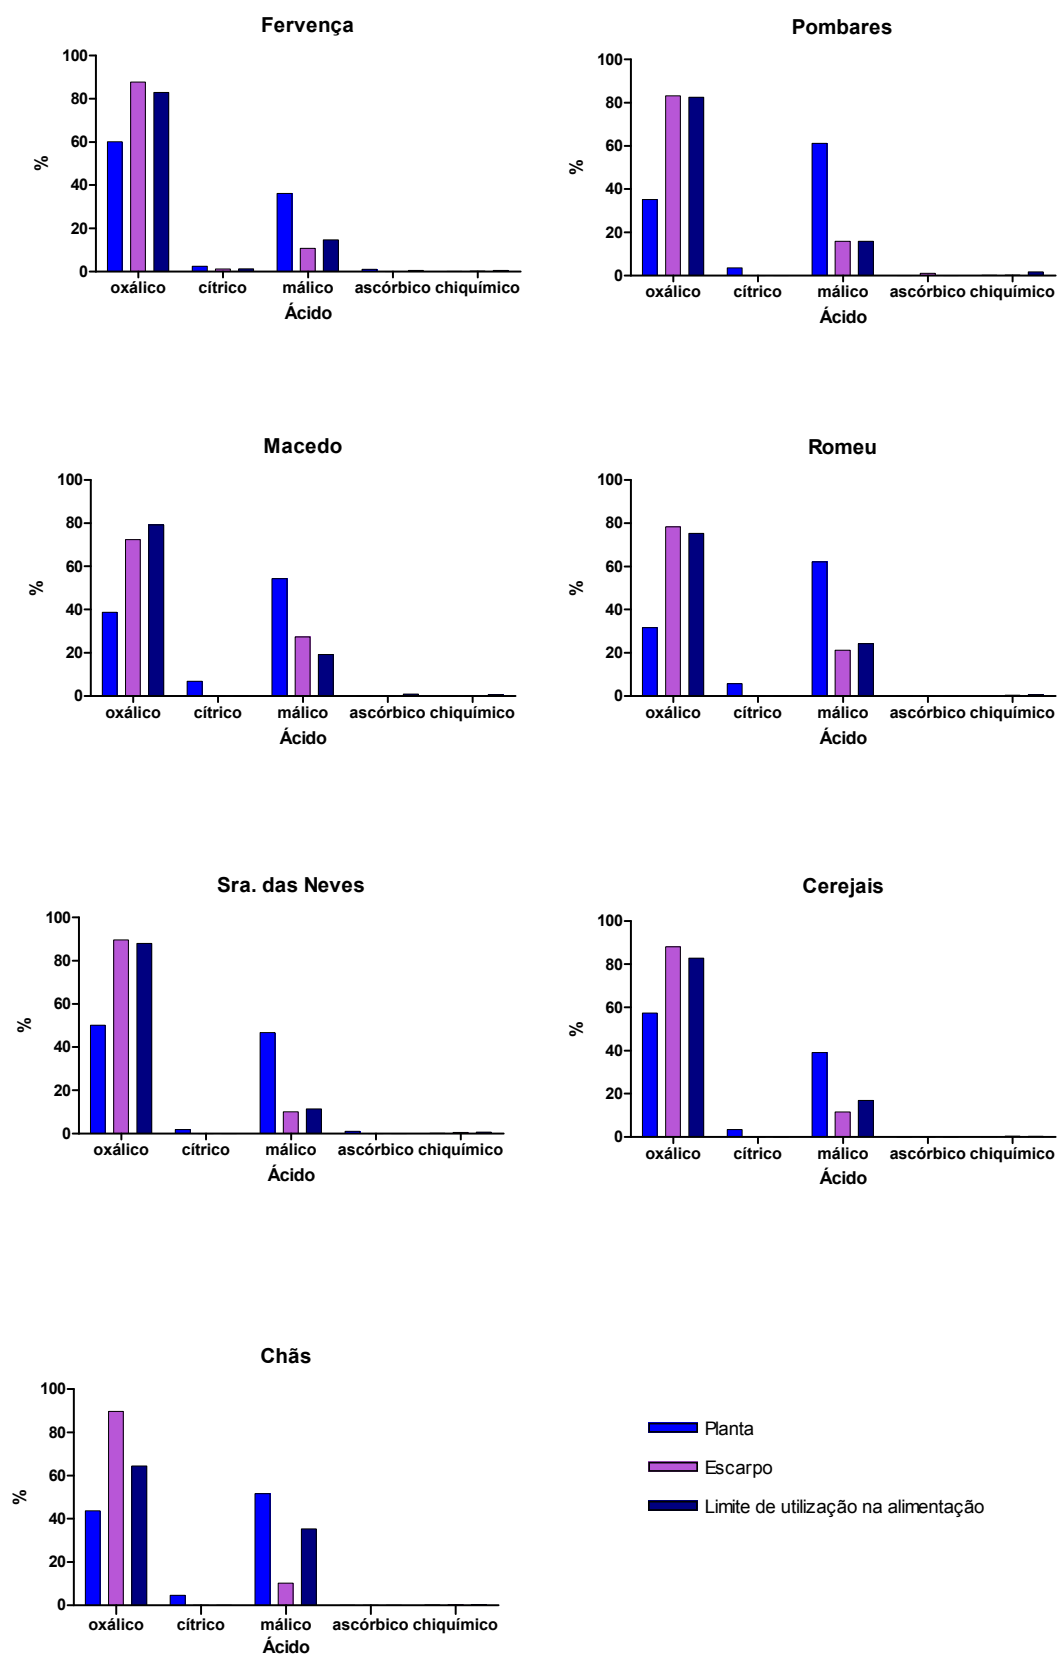 Fervença
100
80
60
40
20
0
%
oxálico cítrico málico ascórbico chiquímico
Ácido
Pombares
100
80
60
40
20
0
%
oxálico cítrico málico ascórbico chiquímico
Ácido
Macedo
100
80
60
40
20
0
%
oxálico cítrico málico ascórbico chiquímico
Ácido
Romeu
100
80
60
40
20
0
%
oxálico cítrico málico ascórbico chiquímico
Ácido
Sra. das Neves
100
80
60
40
20
0
%
oxálico cítrico málico ascórbico chiquímico
Ácido
Cerejais
100
80
60
40
20
0
%
oxálico cítrico málico ascórbico chiquímico
Ácido
Chãs
100
80
60
40
20
0
%
oxálico cítrico málico ascórbico chiquímico
Ácido
Planta
Escarpo
Limite de utilização na alimentação